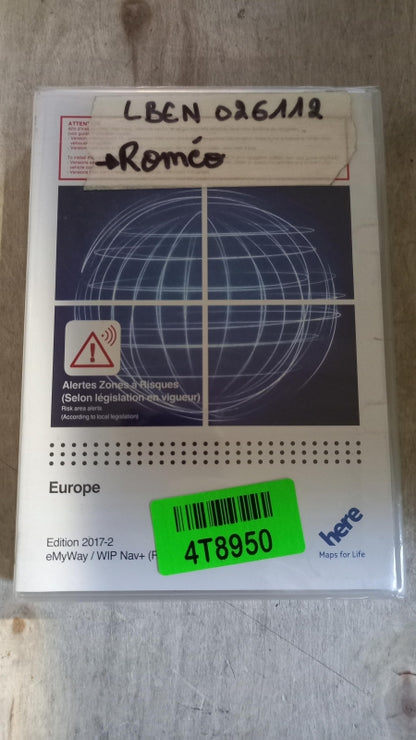 LBEN 026112
→Roméo
ATTEN
Alertes Zones à Risques
(Selon législation en vigueur)
Risk area alerts
(According to local legislation)
Europe
Edition 2017-2
eMyWay / WIP Nav+ (
4T8950
here
Maps for Life